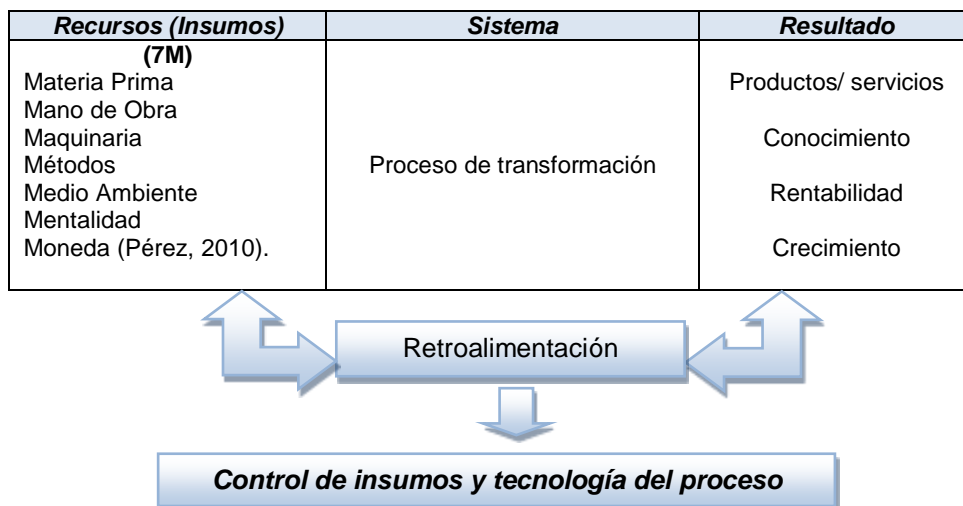 Recursos (Insumos)
Sistema
Resultado
(7M)
Materia Prima
Mano de Obra
Maquinaria
Métodos
Medio Ambiente
Mentalidad
Moneda (Pérez, 2010).
Proceso de transformación
Productos/ servicios
Conocimiento
Rentabilidad
Crecimiento
Retroalimentación
Control de insumos y tecnología del proceso